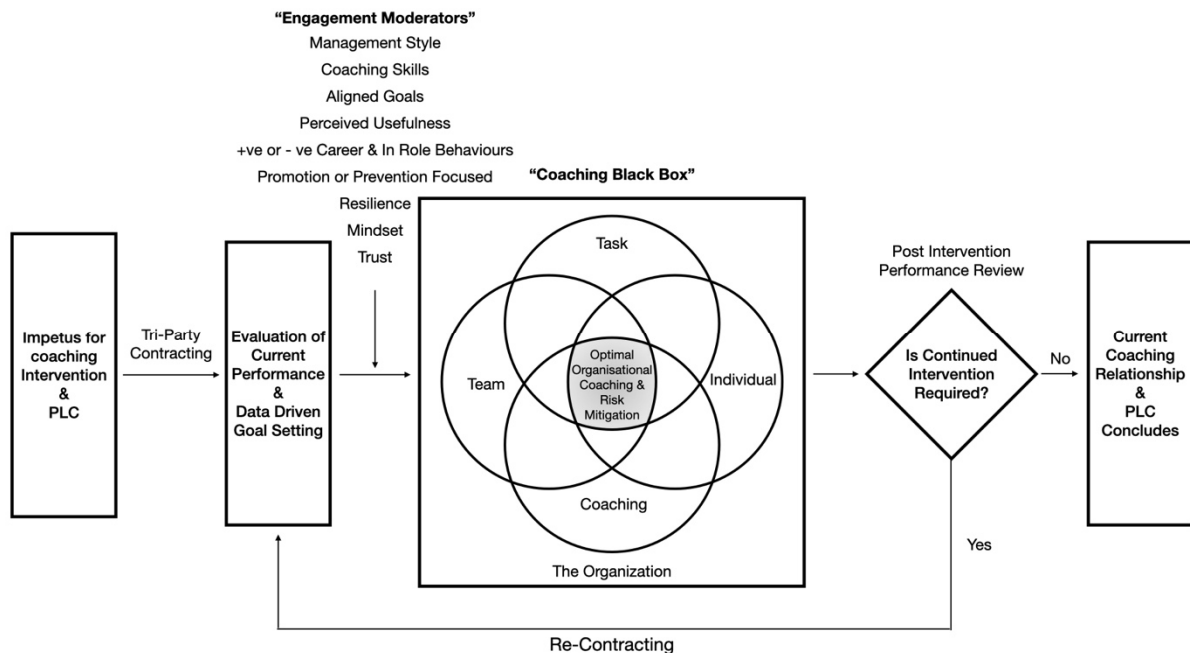 “Engagement Moderators”
Management Style
Coaching Skills
Aligned Goals
Perceived Usefulness
+ve or - ve Career & In Role Behaviours
Promotion or Prevention Focused
Resilience
Mindset
Trust
“Coaching Black Box”
Impetus for
coaching
Intervention
&
PLC
Tri-Party
Contracting
Evaluation of
Current
Performance
&
Data Driven
Goal Setting
Task
Team
Optimal
Organisational
Coaching &
Risk
Mitigation
Individual
Coaching
The Organization
Post Intervention
Performance Review
Is Continued
Intervention
Required?
No
Yes
Current
Coaching
Relationship
&
PLC
Concludes
Re-Contracting